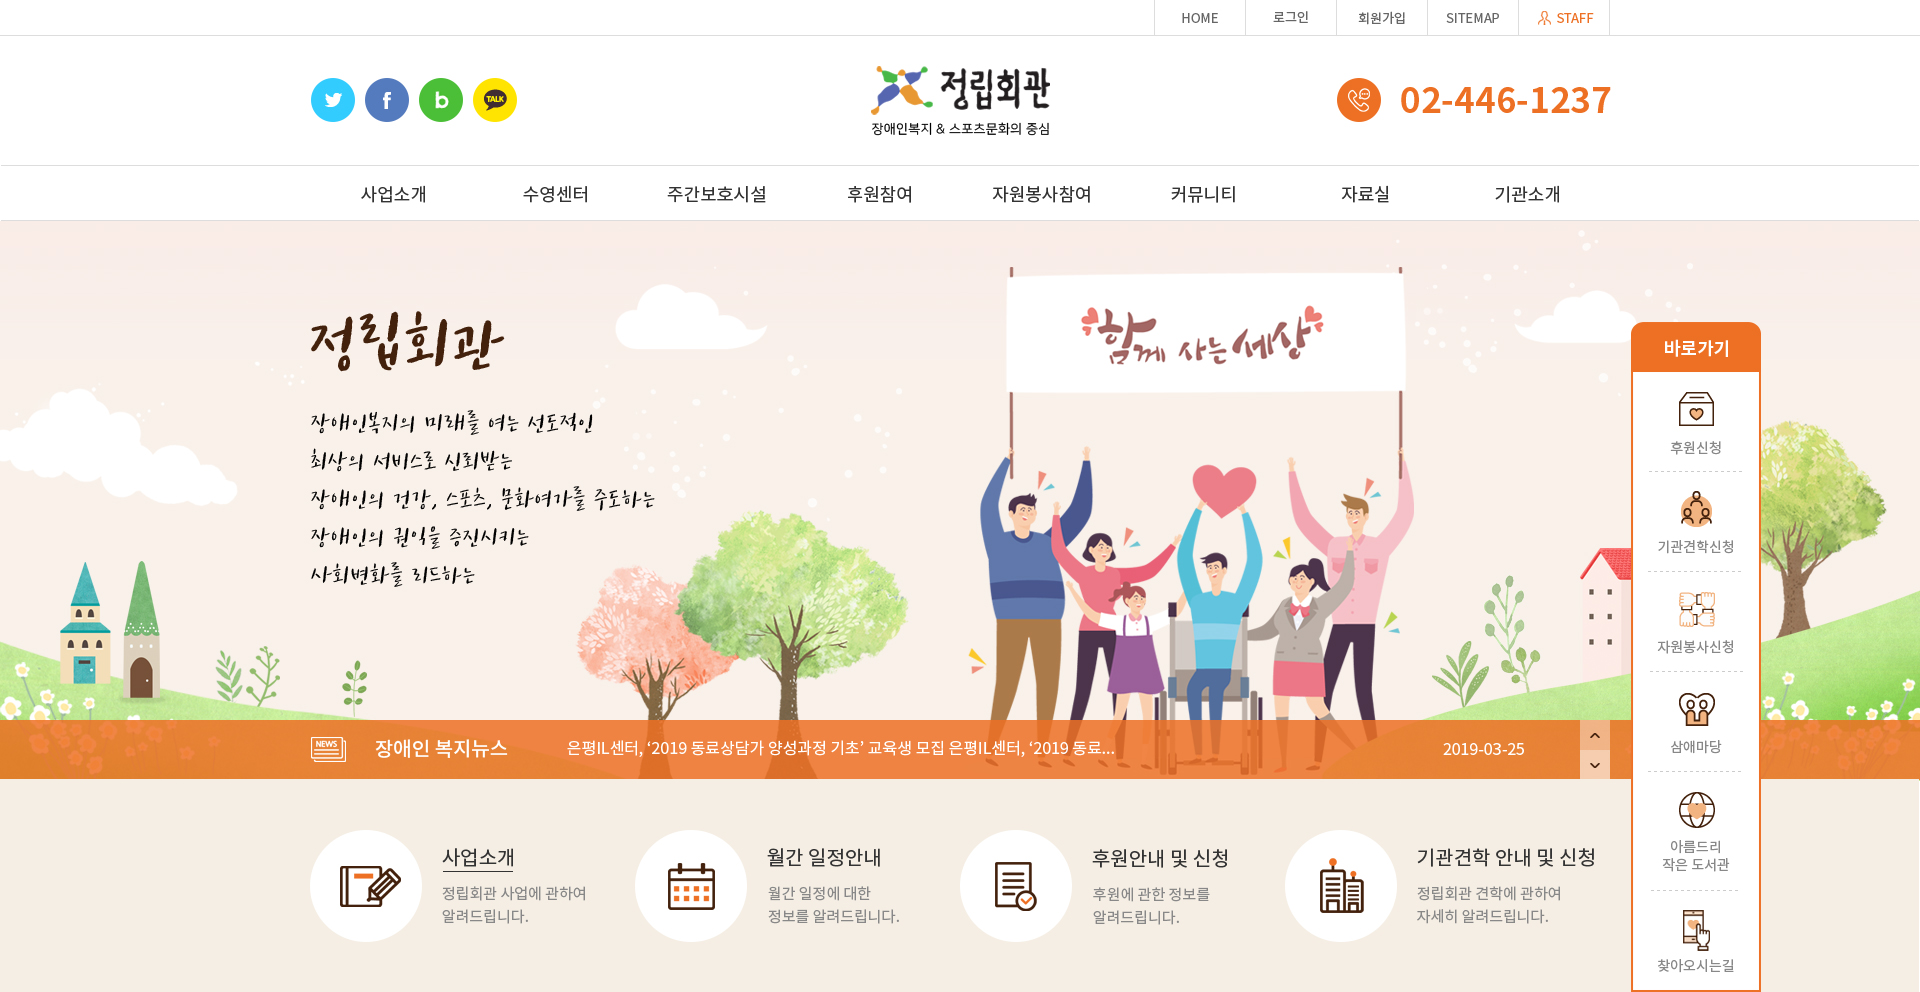 HOME 로그인 회원가입 SITEMAP STAFF
b TALK
정립회관
장애인복지 & 스포츠문화의 중심
02-446-1237
사업소개 수영센터 주간보호시설 후원참여 자원봉사참여 커뮤니티 자료실 기관소개
정립회관
장애인복지의 미래를 여는 선도적인
최상의 서비스로 신뢰받는
장애인의 건강, 스포츠, 문화여가를 주도하는
장애인의 권익을 증진시키는
사회변화를 리드하는
함께 사는 세상
바로가기
후원신청
기관견학신청
자원봉사신청
삼애마당
아름드리
작은 도서관
찾아오시는길
NEWS 장애인 복지뉴스 은평IL센터, ‘2019 동료상담가 양성과정 기초’ 교육생 모집 은평IL센터, ‘2019 동료... 2019-03-25
사업소개
정립회관 사업에 관하여
알려드립니다.
월간 일정안내
월간 일정에 대한
정보를 알려드립니다.
후원안내 및 신청
후원에 관한 정보를
알려드립니다.
기관견학 안내 및 신청
정립회관 견학에 관하여
자세히 알려드립니다.